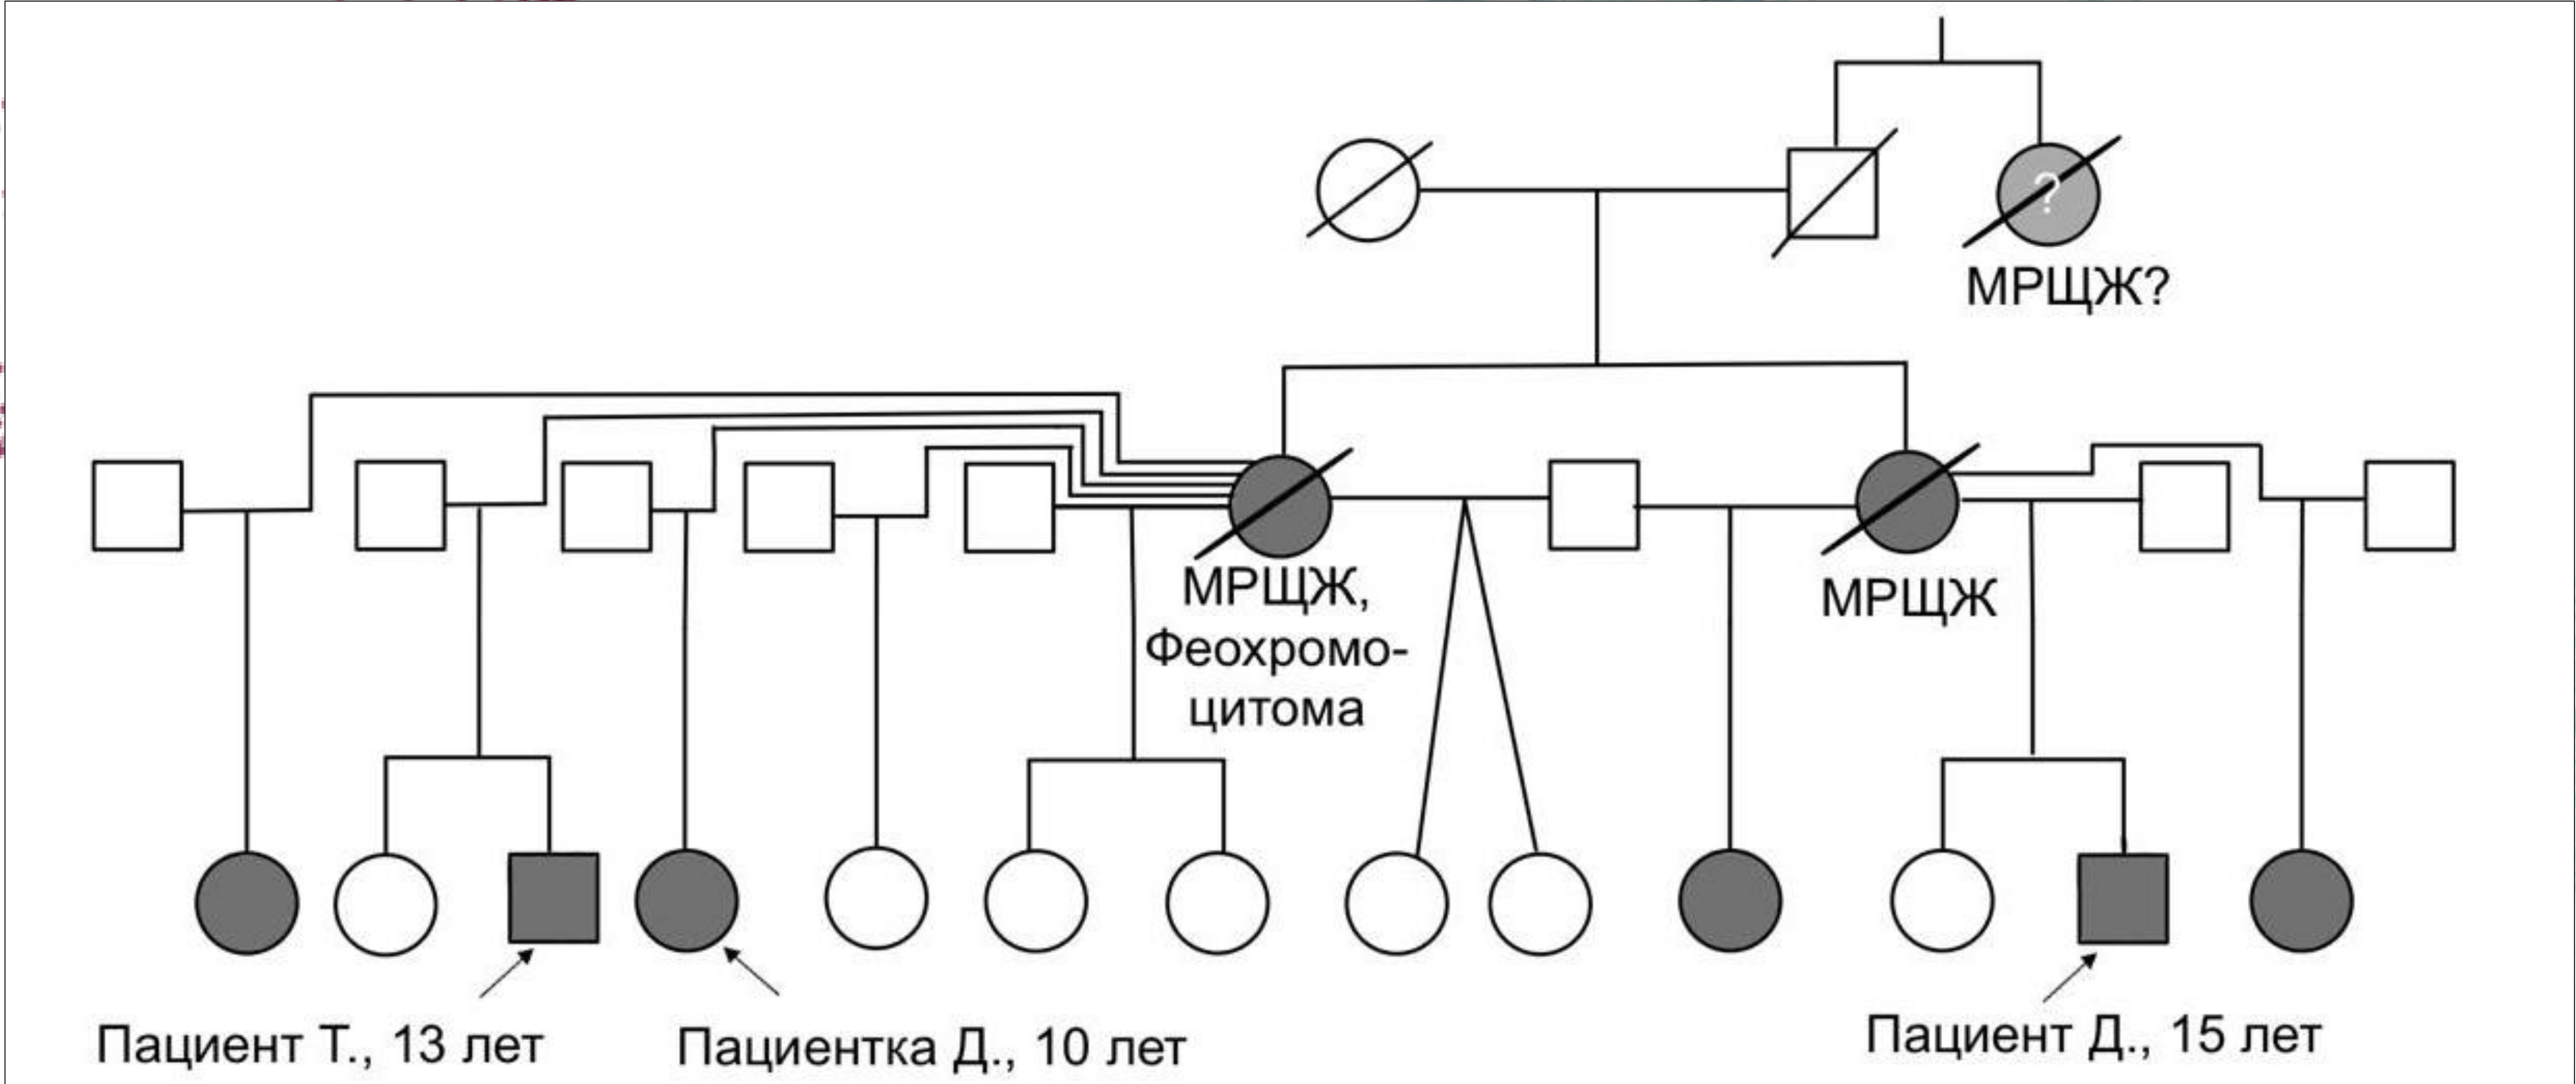 ?
МРЩЖ?
МРЩЖ,
Феохромо-
цитома
МРЩЖ
Пациент Т., 13 лет
Пациентка Д., 10 лет
Пациент Д., 15 лет